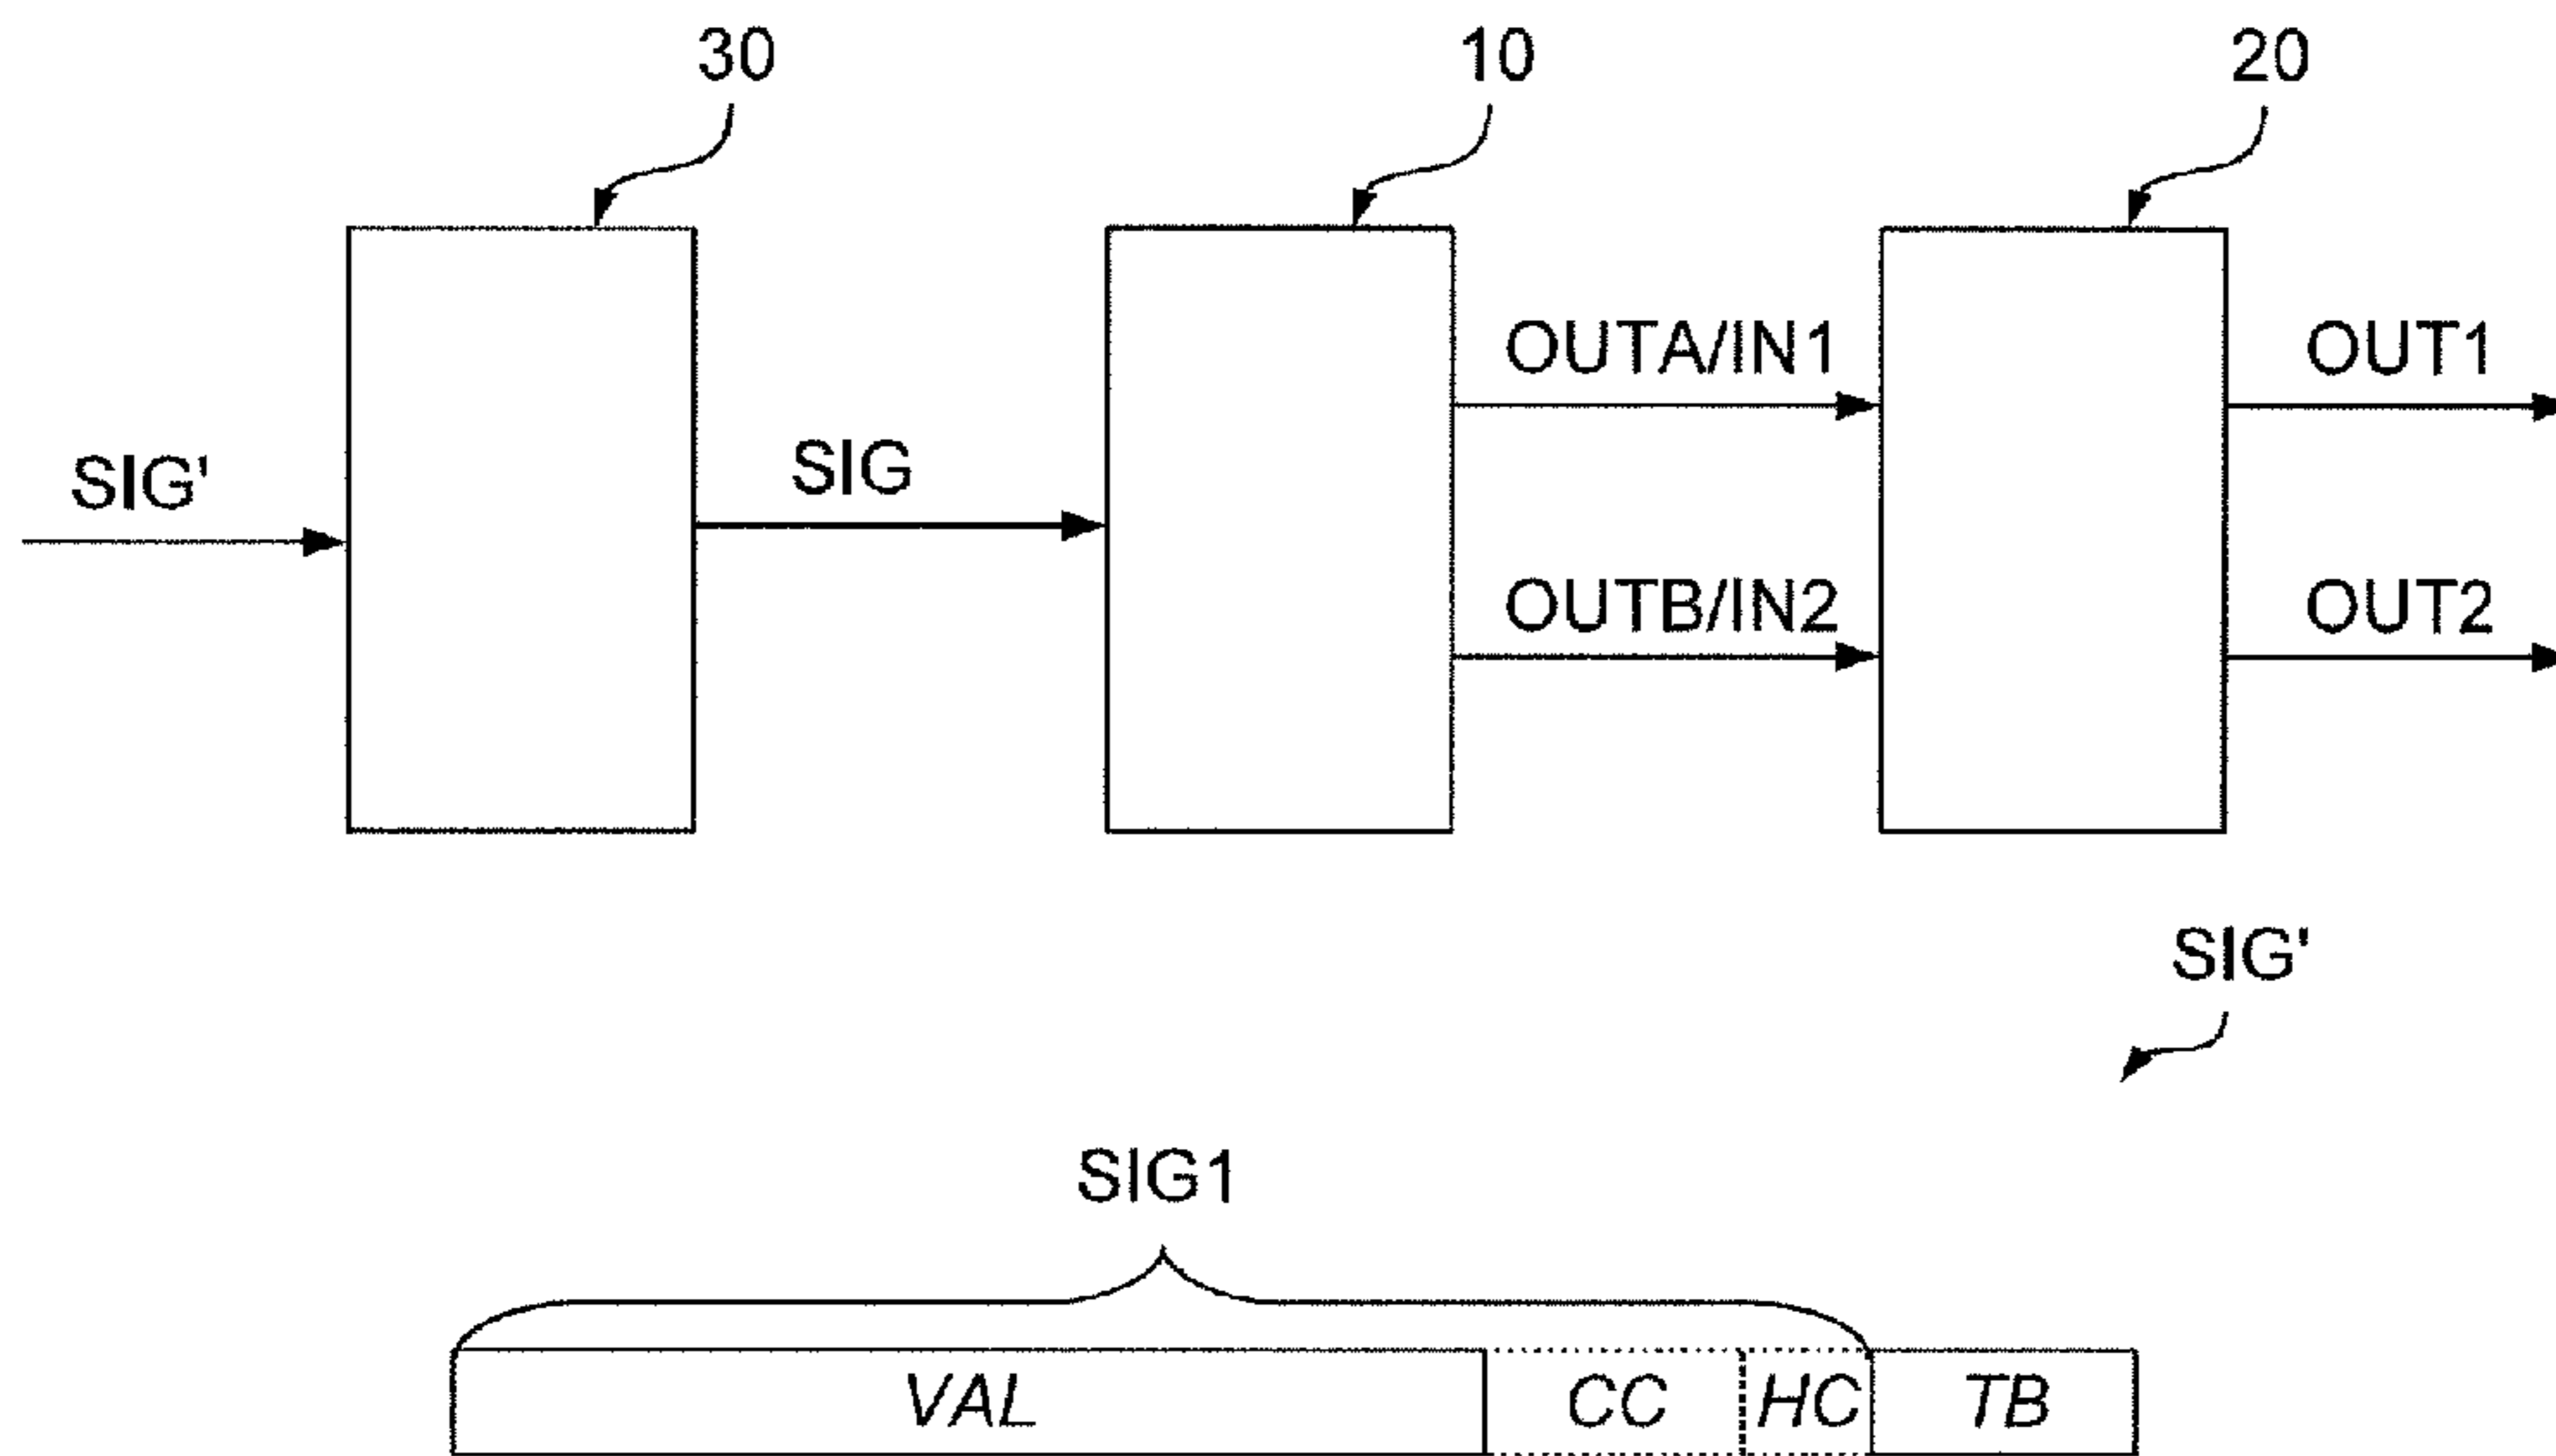 30 10 20
OUTA/IN1 OUT1
SIG' SIG
OUTB/IN2 OUT2
SIG'
SIG1
VAL CC HC TB